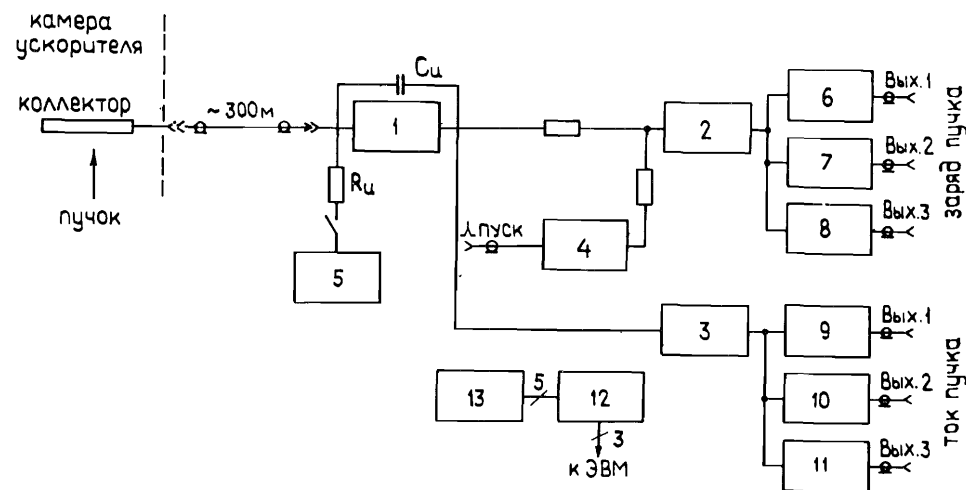 камера
ускорителя
коллектор
~300м
пучок
Cu
1
Ru
5
пуск
4
2
6
Вых.1
7
Вых.2
8
Вых.3
заряд пучка
3
9
Вых.1
10
Вых.2
11
Вых.3
ток пучка
13
5
12
3
к ЭВМ